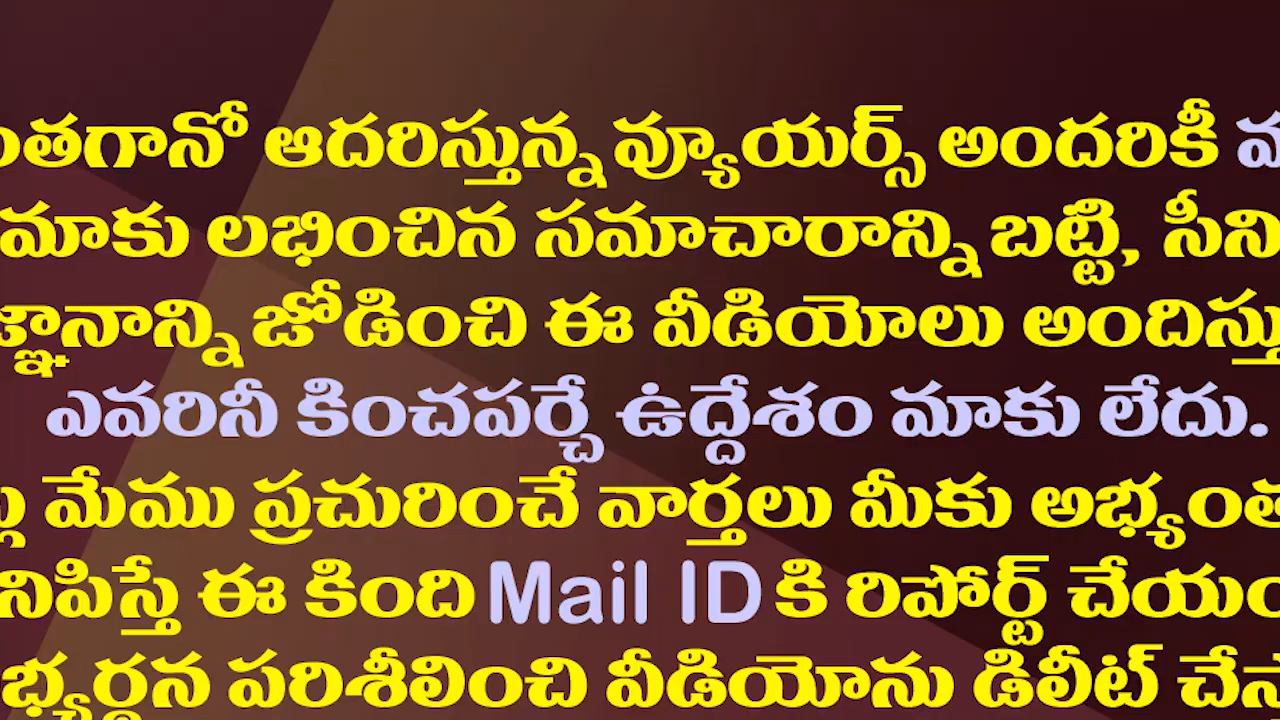 ఆదరిస్తున్న వ్యూయర్స్ అందరికీ
మాకు లభించిన సమాచారాన్ని బట్టి,
జోడించి ఈ వీడియోలు
ఎవరినీ కించపర్చే ఉద్దేశం మాకు లేదు.
మేము ప్రచురించే వార్తలు మీకు
ఈ కింది Mail ID కి రిపోర్ట్
పరిశీలించి వీడియోను డిలీట్